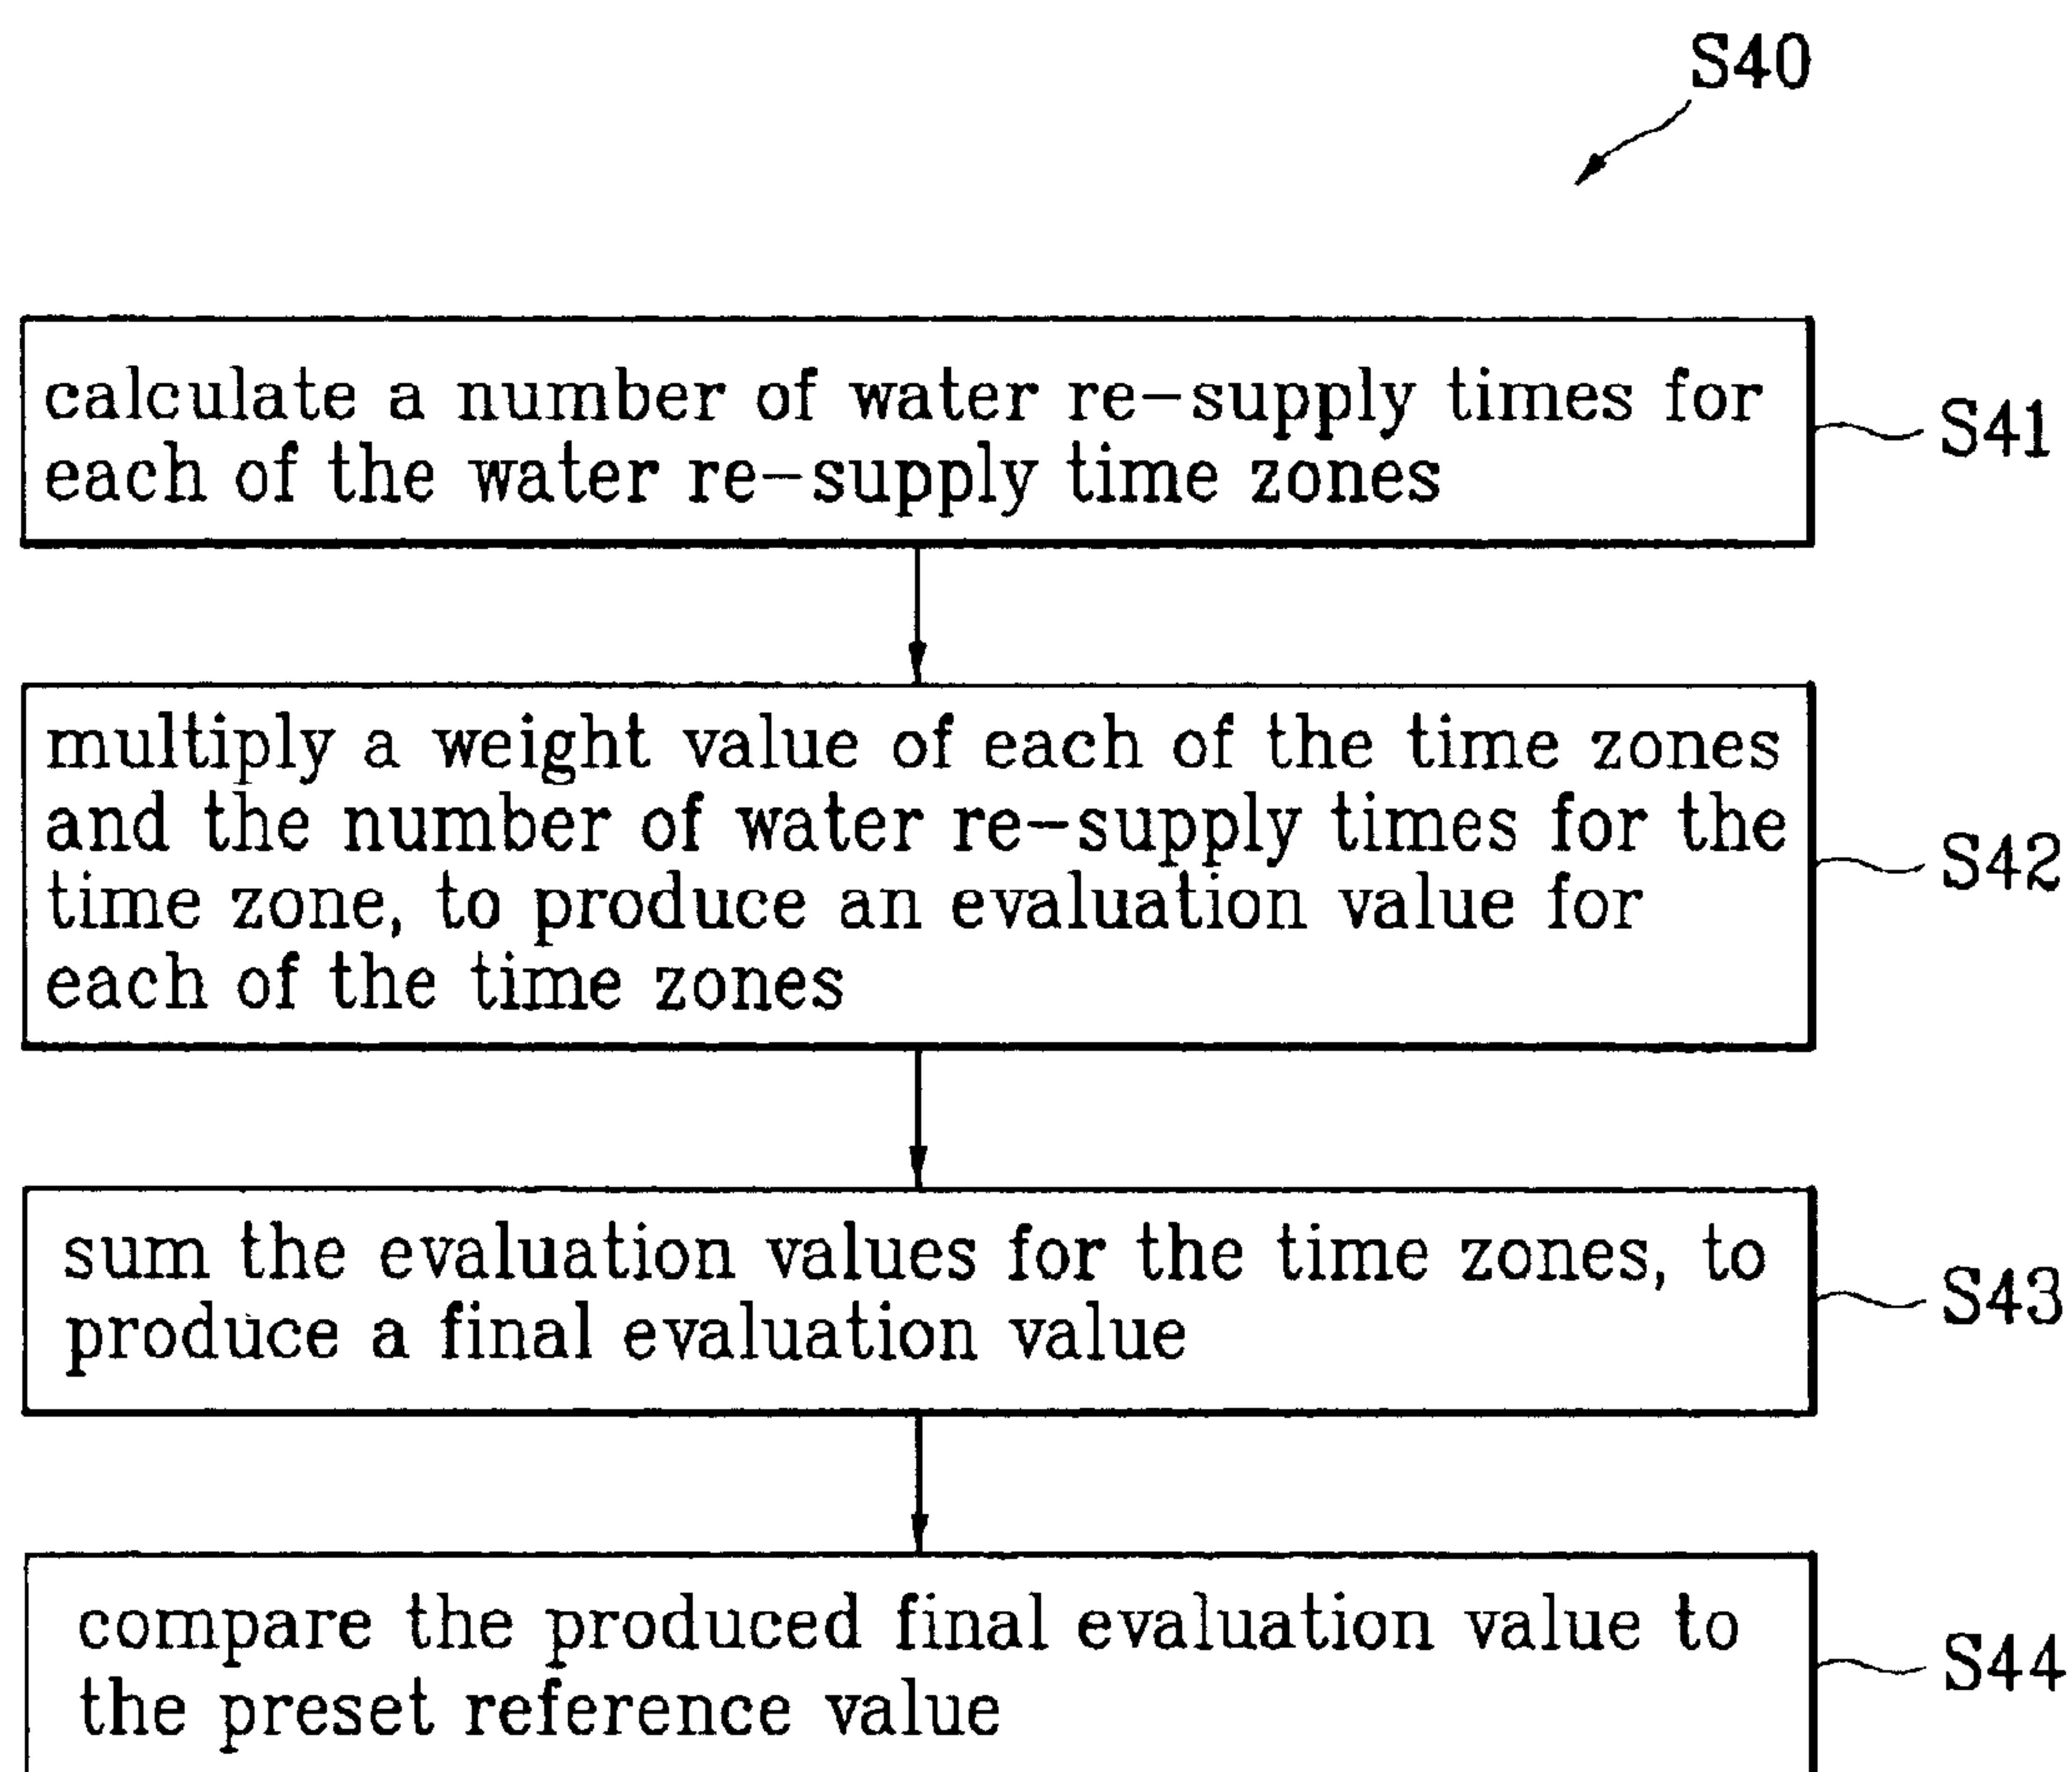 S40
calculate a number of water re-supply times for
each of the water re-supply time zones
S41
multiply a weight value of each of the time zones
and the number of water re-supply times for the
time zone, to produce an evaluation value for
each of the time zones
S42
sum the evaluation values for the time zones, to
produce a final evaluation value
S43
compare the produced final evaluation value to
the preset reference value
S44